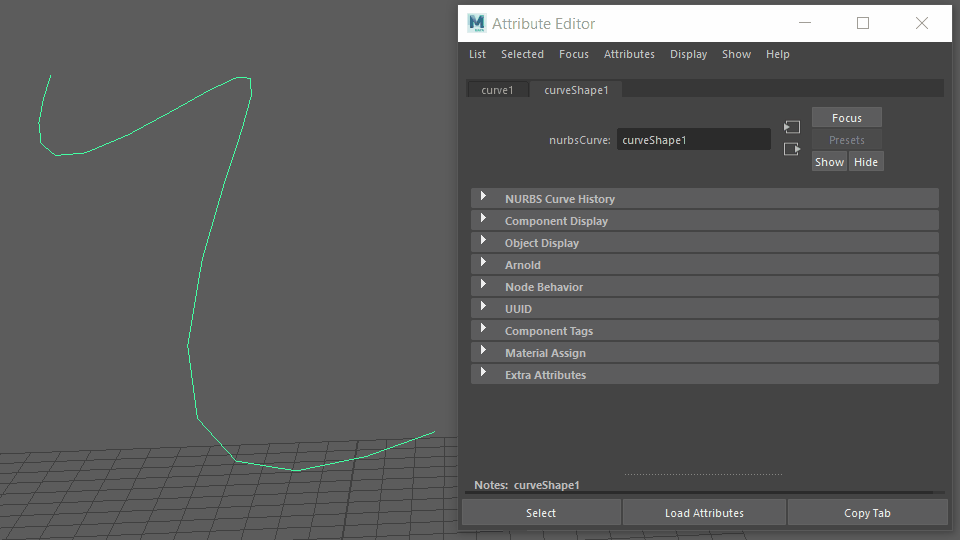 Attribute Editor
List Selected Focus Attributes Display Show Help
curve1 curveShape1
Focus
nurbsCurve: curveShape1
Presets
Show Hide
NURBS Curve History
Component Display
Object Display
Arnold
Node Behavior
UUID
Component Tags
Material Assign
Extra Attributes
Notes: curveShape1
Select Load Attributes Copy Tab